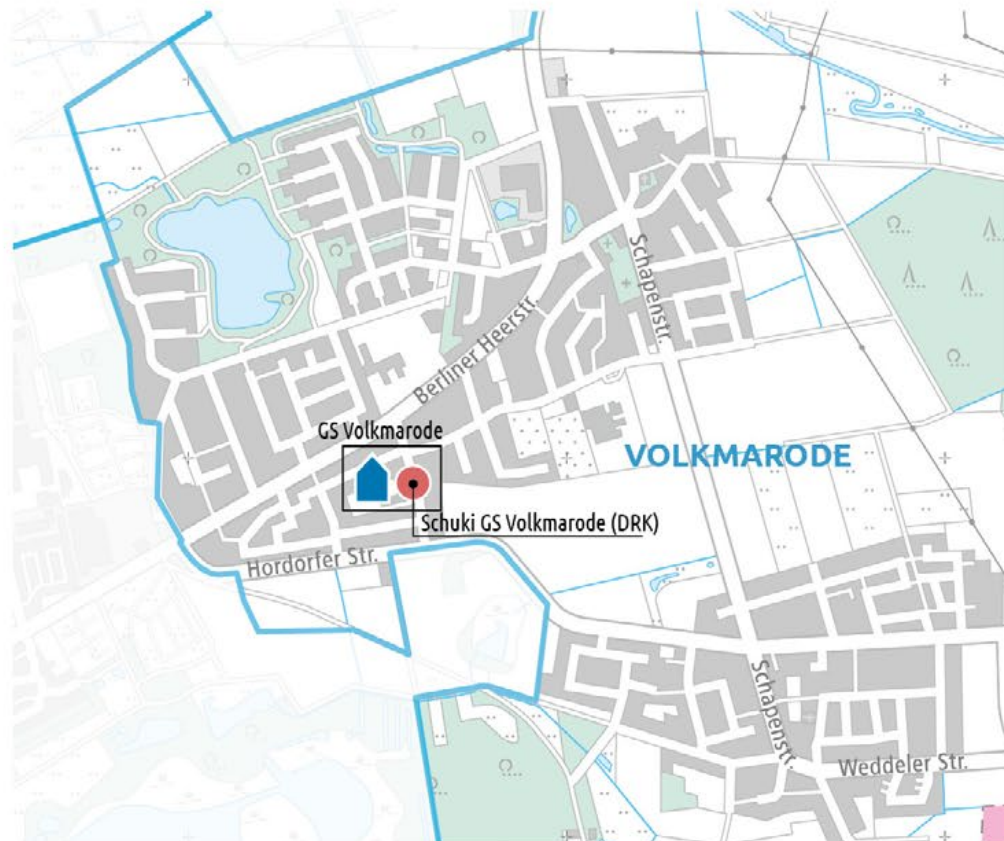 Schapenstr.
Berliner Heerstr.
GS Volkmarode
VOLKMARODE
Schuki GS Volkmarode (DRK)
Hordorfer Str.
Schapenstr.
Weddeler Str.